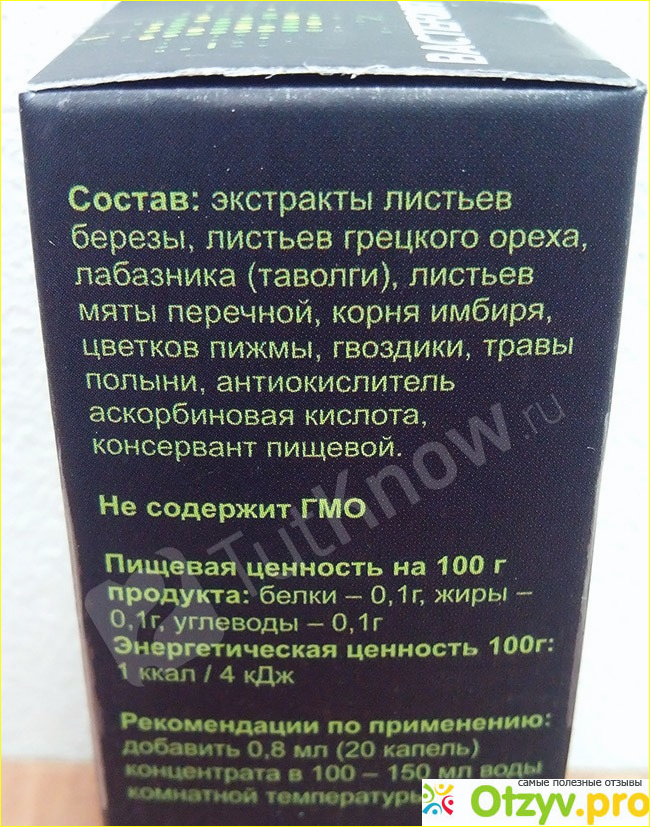 Состав: экстракты листьев
березы, листьев грецкого ореха,
лабазника (таволги), листьев
мяты перечной, корня имбиря,
цветков пижмы, гвоздики, травы
полыни, антиокислитель
аскорбиновая кислота,
консервант пищевой.
Не содержит ГМО
Пищевая ценность на 100 г
продукта: белки – 0,1г, жиры –
0,1г, углеводы – 0,1г
Энергетическая ценность 100г:
1 ккал / 4 кДж
Рекомендации по применению:
добавить 0,8 мл (20 капель)
концентрата в 100 – 150 мл воды
комнатной температуры
TutKnow.ru
самые полезные отзывы
Otzyv.pro